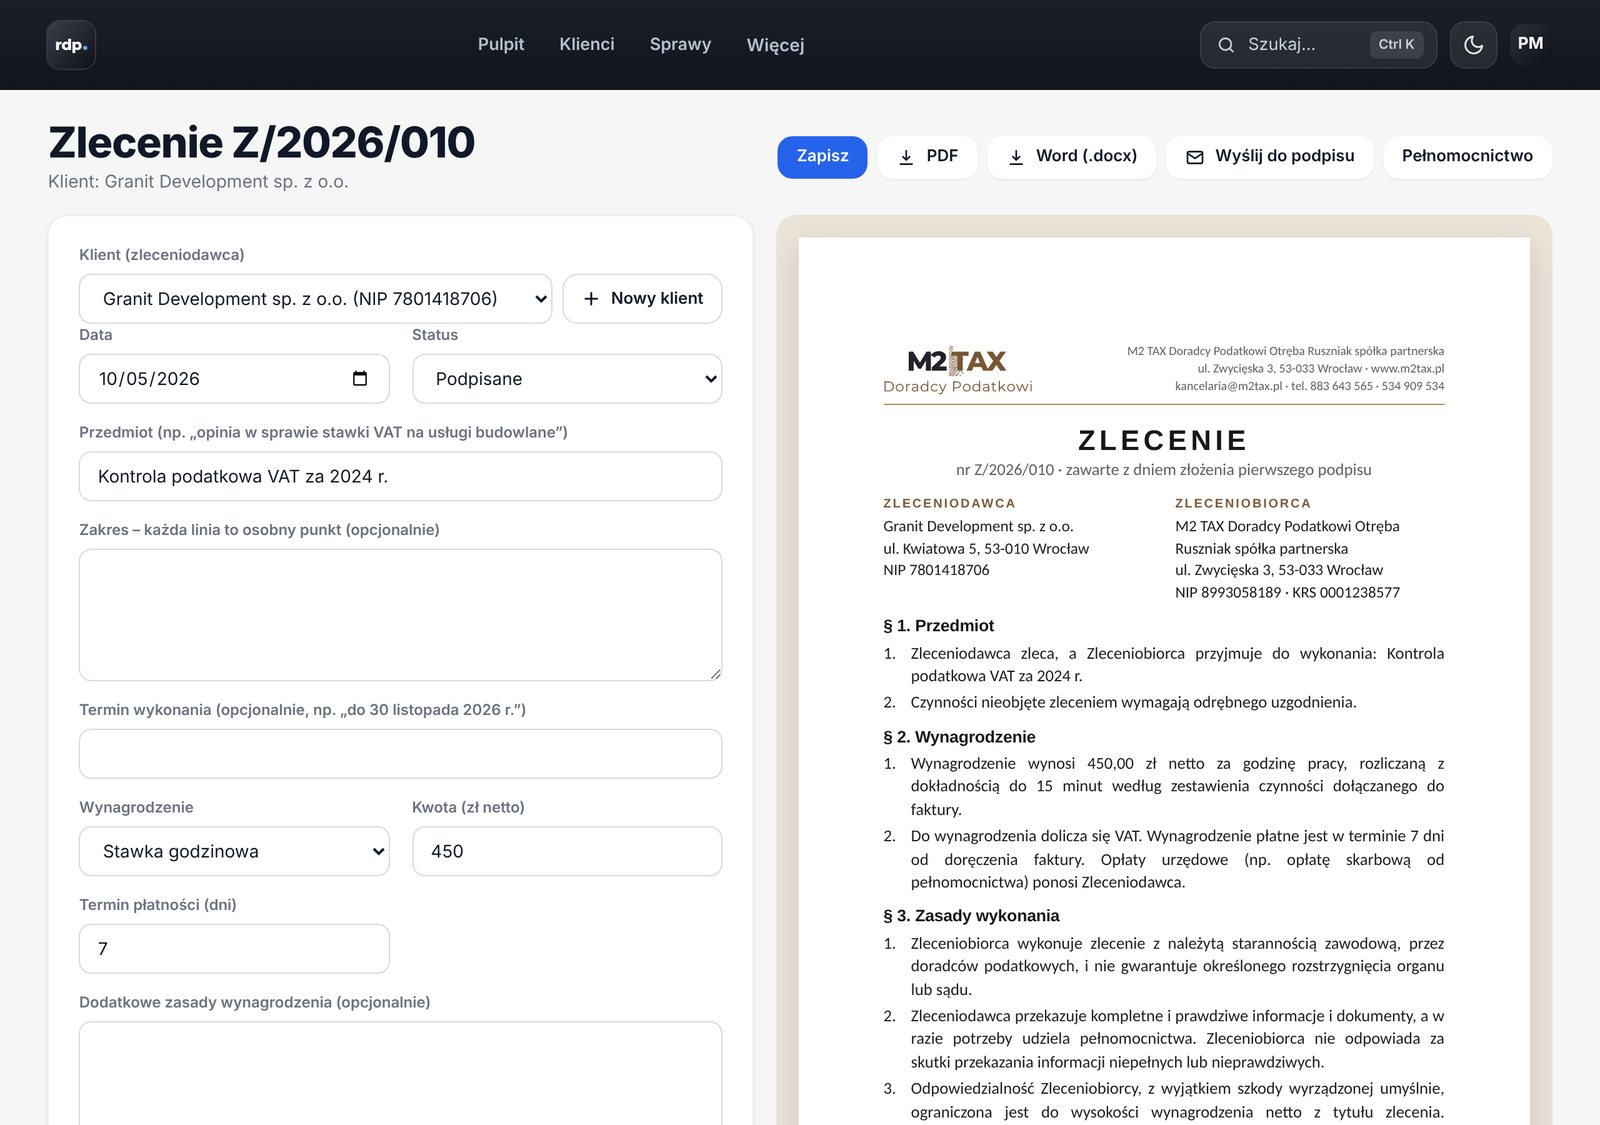 rdp.
Pulpit
Klienci
Sprawy
Więcej
Szukaj...
Ctrl K
PM
Zlecenie Z/2026/010
Klient: Granit Development sp. z o.o.
Zapisz
PDF
Word (.docx)
Wyślij do podpisu
Pełnomocnictwo
Klient (zleceniodawca)
Granit Development sp. z o.o. (NIP 7801418706)
Nowy klient
Data
Status
10/05/2026
Podpisane
Przedmiot (np. „opinia w sprawie stawki VAT na usługi budowlane”)
Kontrola podatkowa VAT za 2024 r.
Zakres – każda linia to osobny punkt (opcjonalnie)
Termin wykonania (opcjonalnie, np. „do 30 listopada 2026 r.”)
Wynagrodzenie
Kwota (zł netto)
Stawka godzinowa
450
Termin płatności (dni)
7
Dodatkowe zasady wynagrodzenia (opcjonalnie)
M2 TAX
Doradcy Podatkowi
M2 TAX Doradcy Podatkowi Otręba Ruszniak spółka partnerska
ul. Zwycięska 3, 53-033 Wrocław · www.m2tax.pl
kancelaria@m2tax.pl · tel. 883 643 565 · 534 909 534
ZLECENIE
nr Z/2026/010 · zawarte z dniem złożenia pierwszego podpisu
ZLECENIODAWCA
Granit Development sp. z o.o.
ul. Kwiatowa 5, 53-010 Wrocław
NIP 7801418706
ZLECENIOBIORCA
M2 TAX Doradcy Podatkowi Otręba
Ruszniak spółka partnerska
ul. Zwycięska 3, 53-033 Wrocław
NIP 8993058189 · KRS 0001238577
§ 1. Przedmiot
1. Zleceniodawca zleca, a Zleceniobiorca przyjmuje do wykonania: Kontrola
podatkowa VAT za 2024 r.
2. Czynności nieobjęte zleceniem wymagają odrębnego uzgodnienia.
§ 2. Wynagrodzenie
1. Wynagrodzenie wynosi 450,00 zł netto za godzinę pracy, rozliczaną z
dokładnością do 15 minut według zestawienia czynności dołączanego do
faktury.
2. Do wynagrodzenia dolicza się VAT. Wynagrodzenie płatne jest w terminie 7 dni
od doręczenia faktury. Opłaty urzędowe (np. opłatę skarbową od
pełnomocnictwa) ponosi Zleceniodawca.
§ 3. Zasady wykonania
1. Zleceniobiorca wykonuje zlecenie z należytą starannością zawodową, przez
doradców podatkowych, i nie gwarantuje określonego rozstrzygnięcia organu
lub sądu.
2. Zleceniodawca przekazuje kompletne i prawdziwe informacje i dokumenty, a w
razie potrzeby udziela pełnomocnictwa. Zleceniobiorca nie odpowiada za
skutki przekazania informacji niepełnych lub nieprawdziwych.
3. Odpowiedzialność Zleceniobiorcy, z wyjątkiem szkody wyrządzonej umyślnie,
ograniczona jest do wysokości wynagrodzenia netto z tytułu zlecenia.